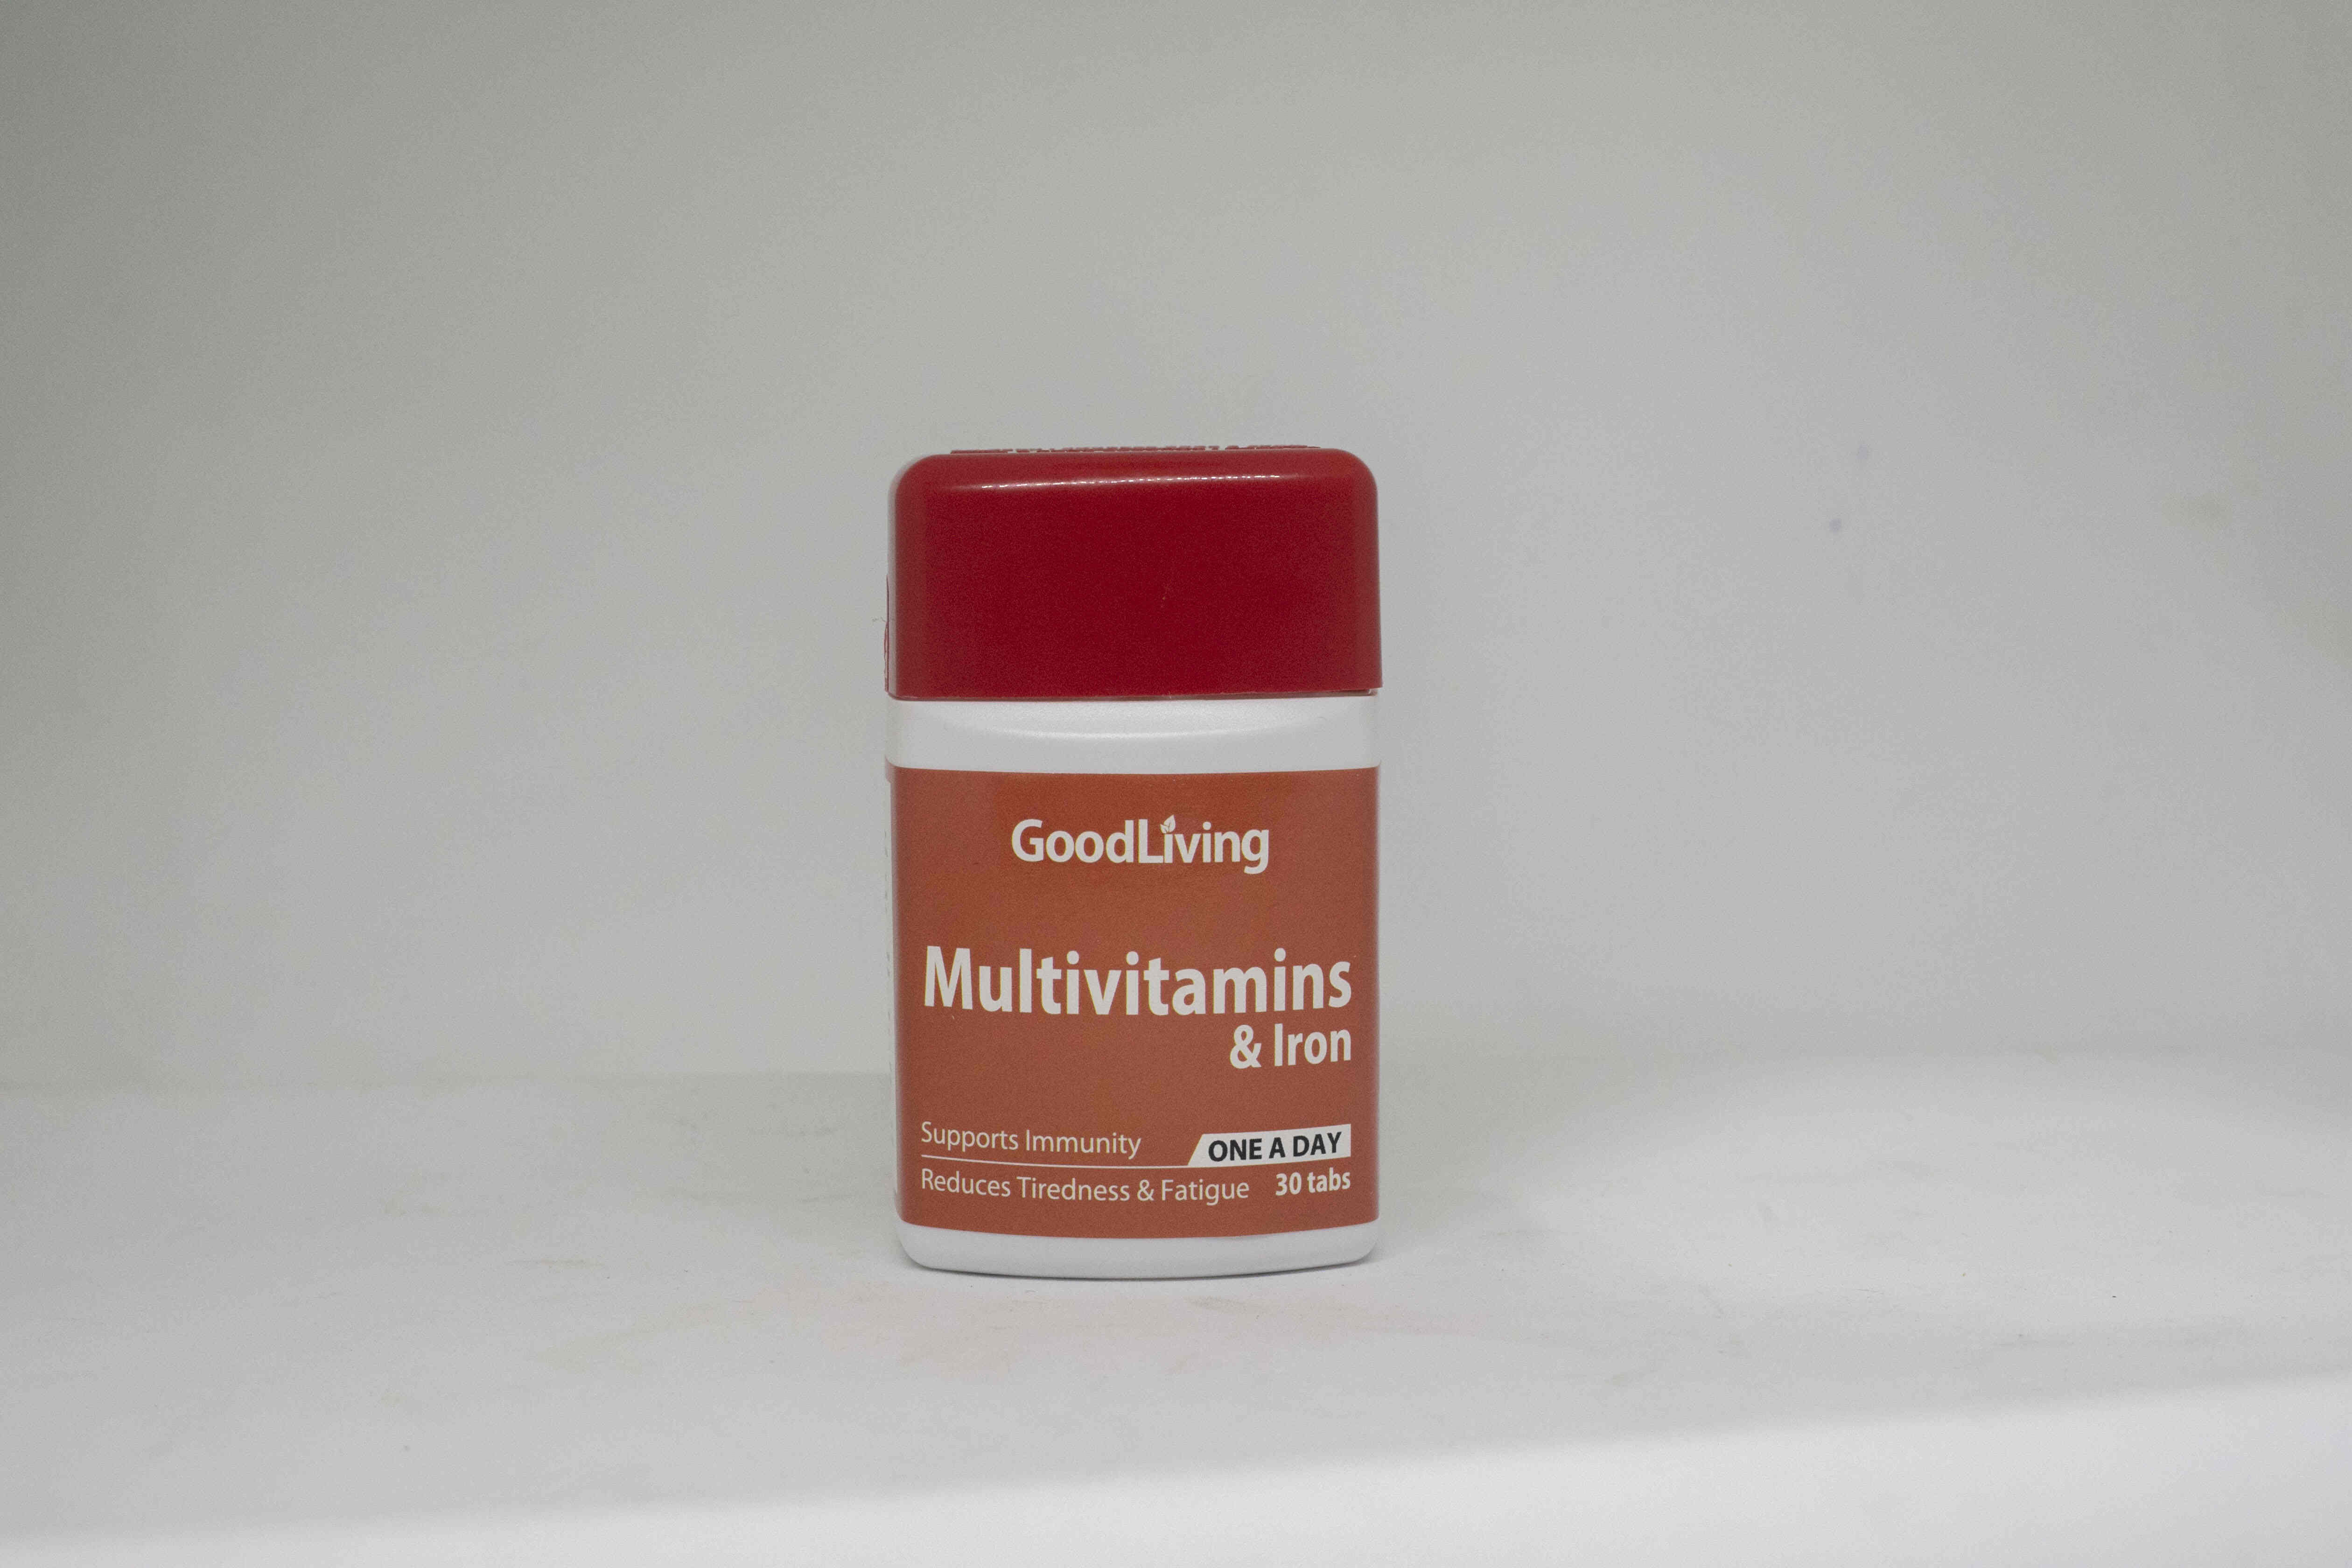 GoodLiving
Multivitamins
& Iron
Supports Immunity
ONE A DAY
Reduces Tiredness & Fatigue
30 tabs